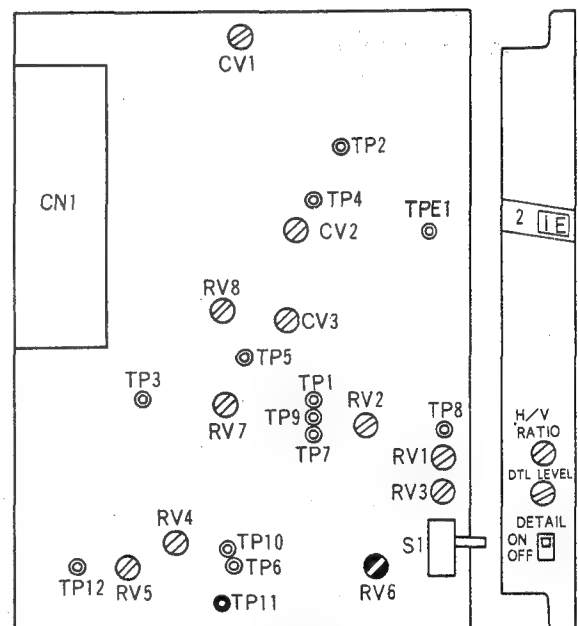 CV1
TP2
CN1
TP4
TPE1
2 IE
CV2
RV8
CV3
TP5
TP3
TP1
RV2
H/V
RATIO
TP9
TP8
RV7
TP7
RV1
DTL LEVEL
RV3
RV4
DETAIL
TP10
S1
ON
OFF
TP6
TP12
RV5
RV6
TP11